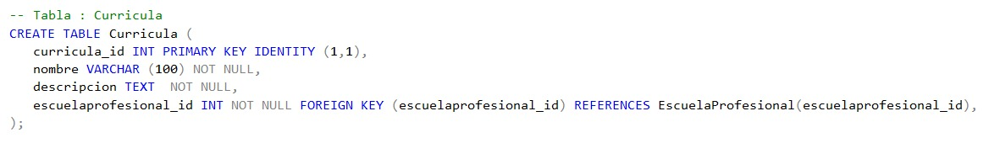 -- Tabla : Curricula
CREATE TABLE Curricula (
curricula_id INT PRIMARY KEY IDENTITY (1,1),
nombre VARCHAR (100) NOT NULL,
descripcion TEXT  NOT NULL,
escuelaprofesional_id INT NOT NULL FOREIGN KEY (escuelaprofesional_id) REFERENCES EscuelaProfesional(escuelaprofesional_id),
);